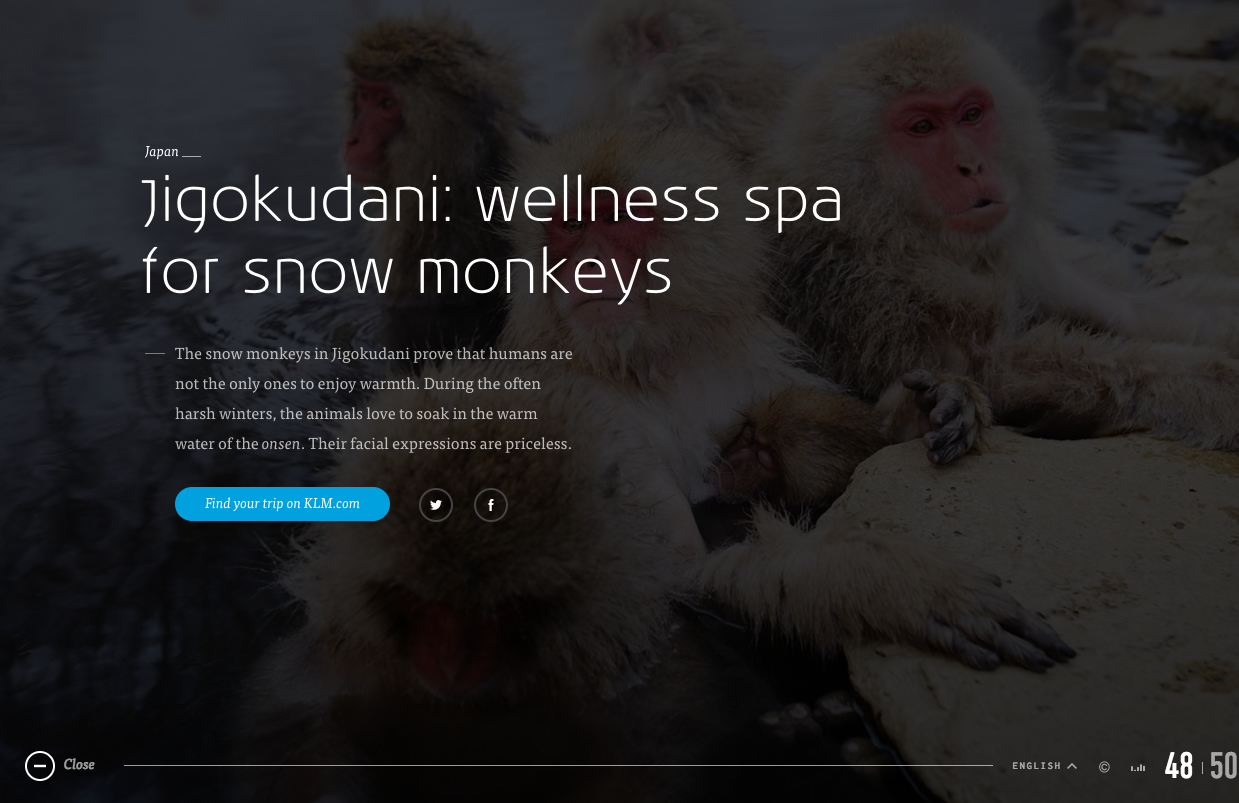 Japan
Jigokudani: wellness spa
for snow monkeys
The snow monkeys in Jigokudani prove that humans are
not the only ones to enjoy warmth. During the often
harsh winters, the animals love to soak in the warm
water of the onsen. Their facial expressions are priceless.
Find your trip on KLM.com
Close
ENGLISH
©
48 | 50